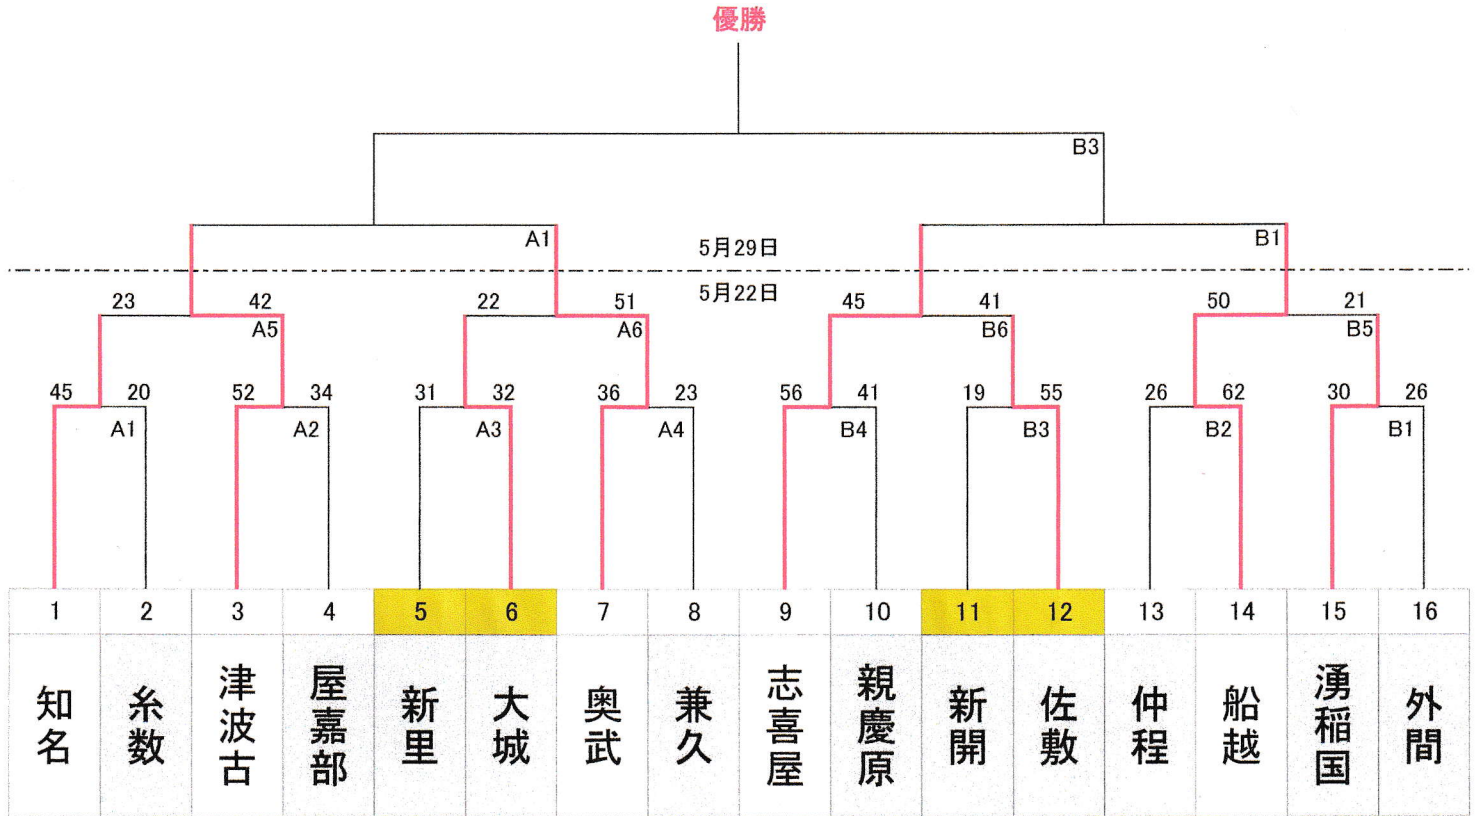 優勝
B3
A1
5月29日
B1
5月22日
23 42 22 51 45 41 50 21
A5 A6 B6 B5
45 20 52 34 31 32 36 23 56 41 19 55 26 62 30 26
A1 A2 A3 A4 B4 B3 B2 B1
1 2 3 4 5 6 7 8 9 10 11 12 13 14 15 16
知名 糸数 津波古 屋嘉部 新里 大城 奥武 兼久 志喜屋 親慶原 新開 佐敷 仲程 船越 湧稲国 外間